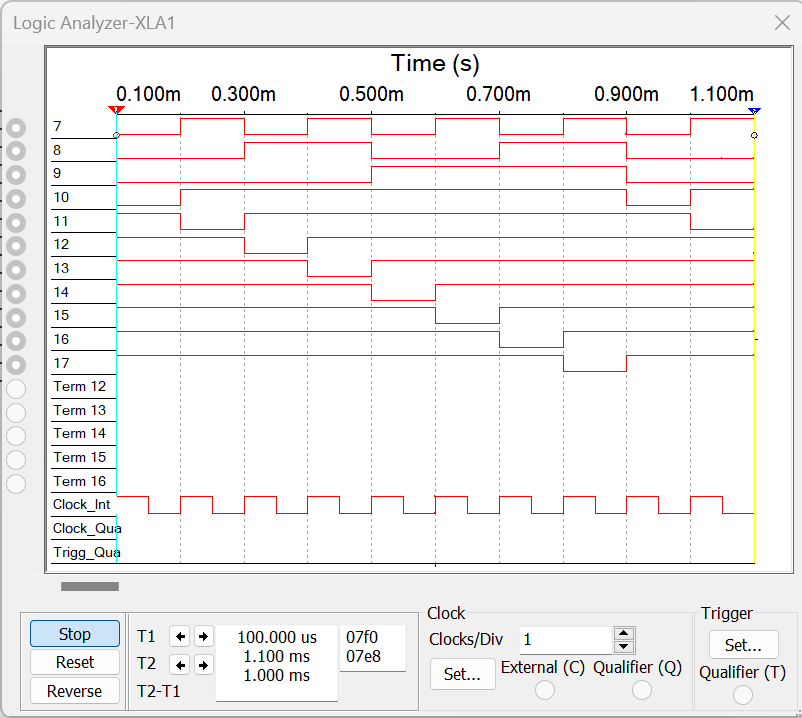 Logic Analyzer-XLA1
Time (s)
0.100m 0.300m 0.500m 0.700m 0.900m 1.100m
7
8
9
10
11
12
13
14
15
16
17
Term 12
Term 13
Term 14
Term 15
Term 16
Clock_Int
Clock_Qua
Trigg_Qua
Stop
Reset
Reverse
T1 100.000 us 07f0
T2 1.100 ms 07e8
T2-T1 1.000 ms
Clock
Clocks/Div 1
Set... External (C) Qualifier (Q)
Trigger
Set...
Qualifier (T)